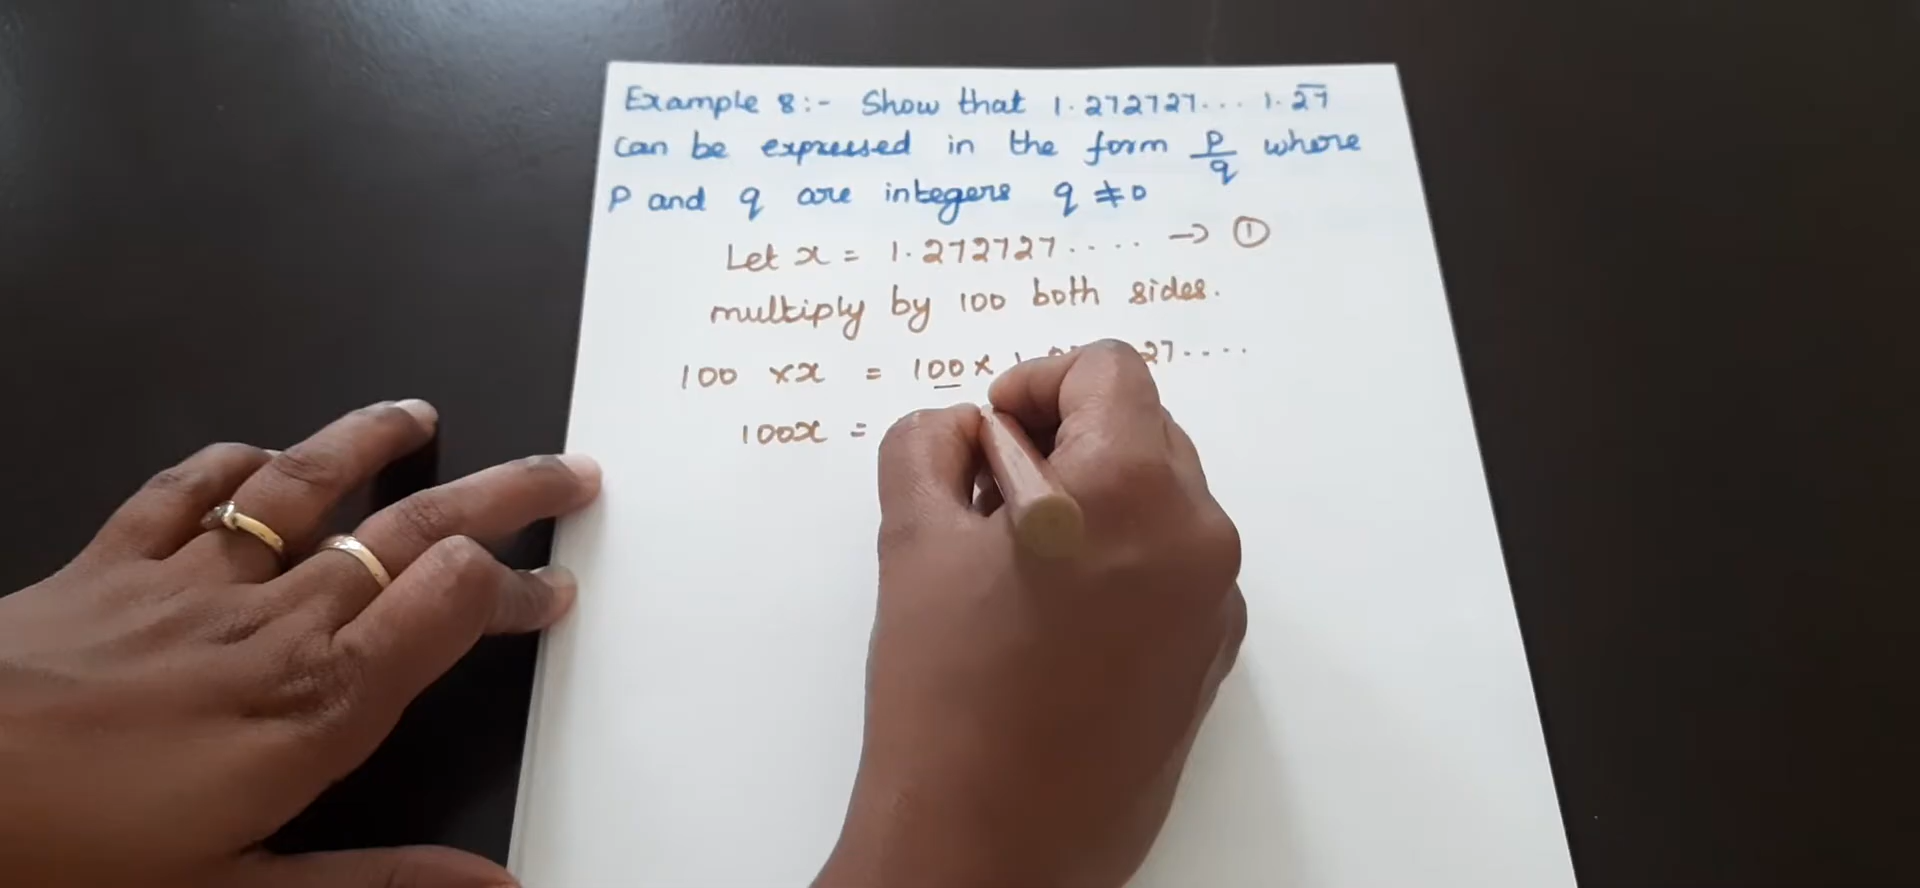 Example 8:- Show that 1.272727... 1.2̅7̅
can be expressed in the form p/q where
p and q are integers q ≠ 0
Let x = 1.272727.... → ①
multiply by 100 both sides.
100 × x = 100 × 27....
100x =